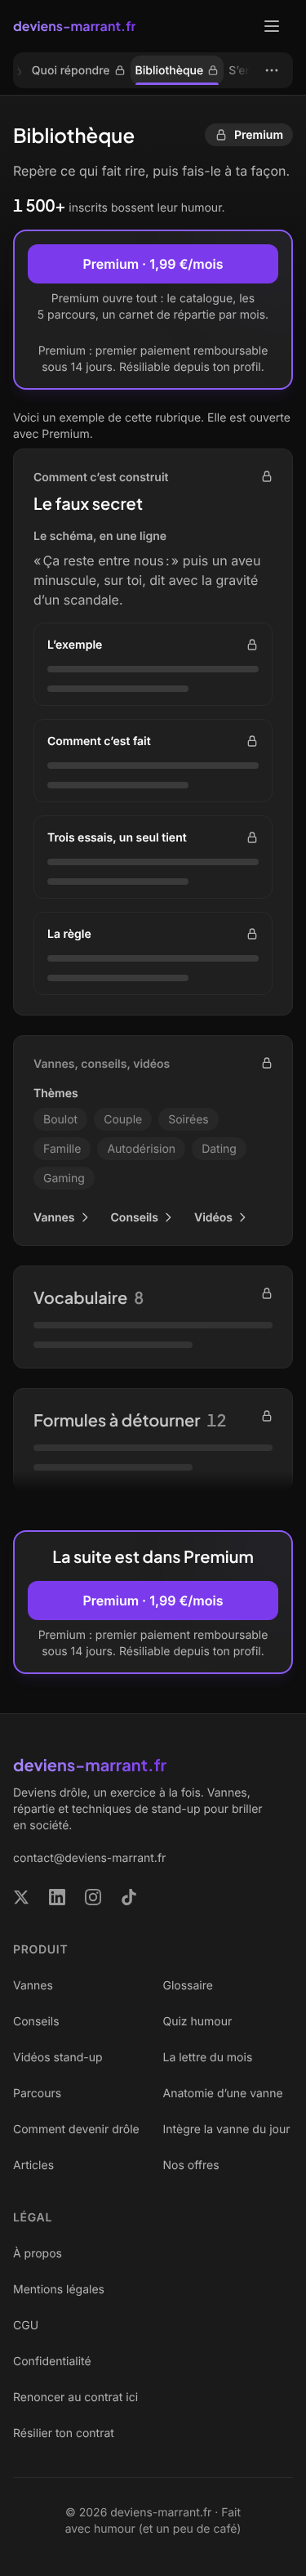 deviens-marrant.fr
Quoi répondre
Bibliothèque
Bibliothèque
Premium
Repère ce qui fait rire, puis fais-le à ta façon.
1 500+ inscrits bossent leur humour.
Premium · 1,99 €/mois
Premium ouvre tout : le catalogue, les
5 parcours, un carnet de répartie par mois.
Premium : premier paiement remboursable
sous 14 jours. Résiliable depuis ton profil.
Voici un exemple de cette rubrique. Elle est ouverte
avec Premium.
Comment c’est construit
Le faux secret
Le schéma, en une ligne
« Ça reste entre nous : » puis un aveu
minuscule, sur toi, dit avec la gravité
d’un scandale.
L’exemple
Comment c’est fait
Trois essais, un seul tient
La règle
Vannes, conseils, vidéos
Thèmes
Boulot
Couple
Soirées
Famille
Autodérision
Dating
Gaming
Vannes
Conseils
Vidéos
Vocabulaire 8
Formules à détourner 12
La suite est dans Premium
Premium · 1,99 €/mois
Premium : premier paiement remboursable
sous 14 jours. Résiliable depuis ton profil.
deviens-marrant.fr
Deviens drôle, un exercice à la fois. Vannes,
répartie et techniques de stand-up pour briller
en société.
contact@deviens-marrant.fr
PRODUIT
Vannes
Glossaire
Conseils
Quiz humour
Vidéos stand-up
La lettre du mois
Parcours
Anatomie d’une vanne
Comment devenir drôle
Intègre la vanne du jour
Articles
Nos offres
LÉGAL
À propos
Mentions légales
CGU
Confidentialité
Renoncer au contrat ici
Résilier ton contrat
© 2026 deviens-marrant.fr · Fait
avec humour (et un peu de café)